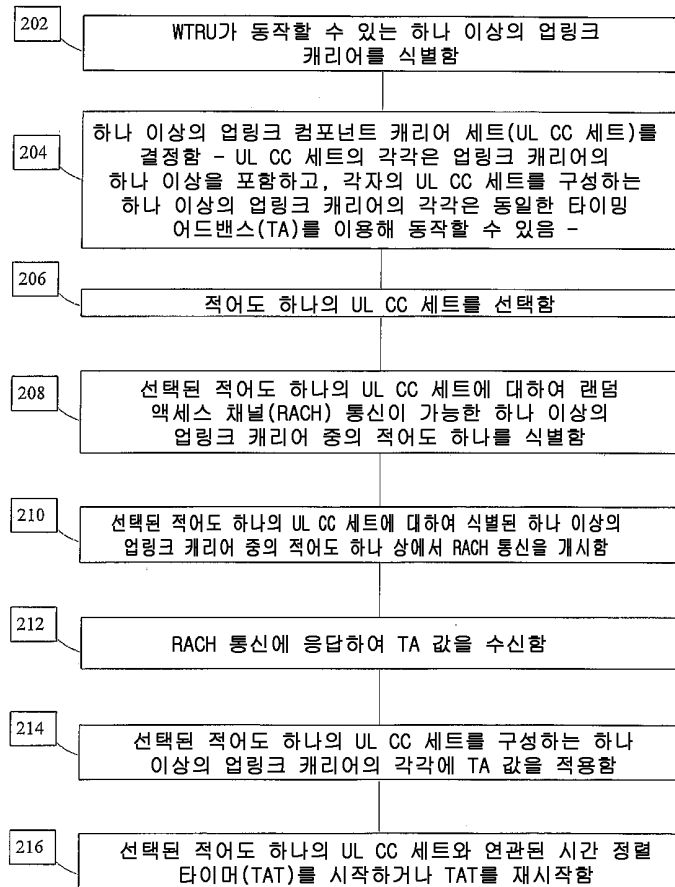 202
WTRU가 동작할 수 있는 하나 이상의 업링크
캐리어를 식별함
204
하나 이상의 업링크 컴포넌트 캐리어 세트(UL CC 세트)를
결정함 – UL CC 세트의 각각은 업링크 캐리어의
하나 이상을 포함하고, 각자의 UL CC 세트를 구성하는
하나 이상의 업링크 캐리어의 각각은 동일한 타이밍
어드밴스(TA)를 이용해 동작할 수 있음 –
206
적어도 하나의 UL CC 세트를 선택함
208
선택된 적어도 하나의 UL CC 세트에 대하여 랜덤
액세스 채널(RACH) 통신이 가능한 하나 이상의
업링크 캐리어 중의 적어도 하나를 식별함
210
선택된 적어도 하나의 UL CC 세트에 대하여 식별된 하나 이상의
업링크 캐리어 중의 적어도 하나 상에서 RACH 통신을 개시함
212
RACH 통신에 응답하여 TA 값을 수신함
214
선택된 적어도 하나의 UL CC 세트를 구성하는 하나
이상의 업링크 캐리어의 각각에 TA 값을 적용함
216
선택된 적어도 하나의 UL CC 세트와 연관된 시간 정렬
타이머(TAT)를 시작하거나 TAT를 재시작함